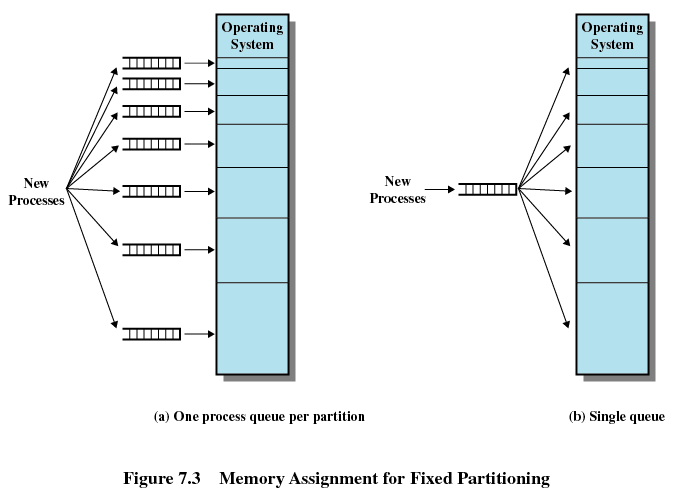 Operating
System
New
Processes
(a) One process queue per partition
Operating
System
New
Processes
(b) Single queue
Figure 7.3 Memory Assignment for Fixed Partitioning